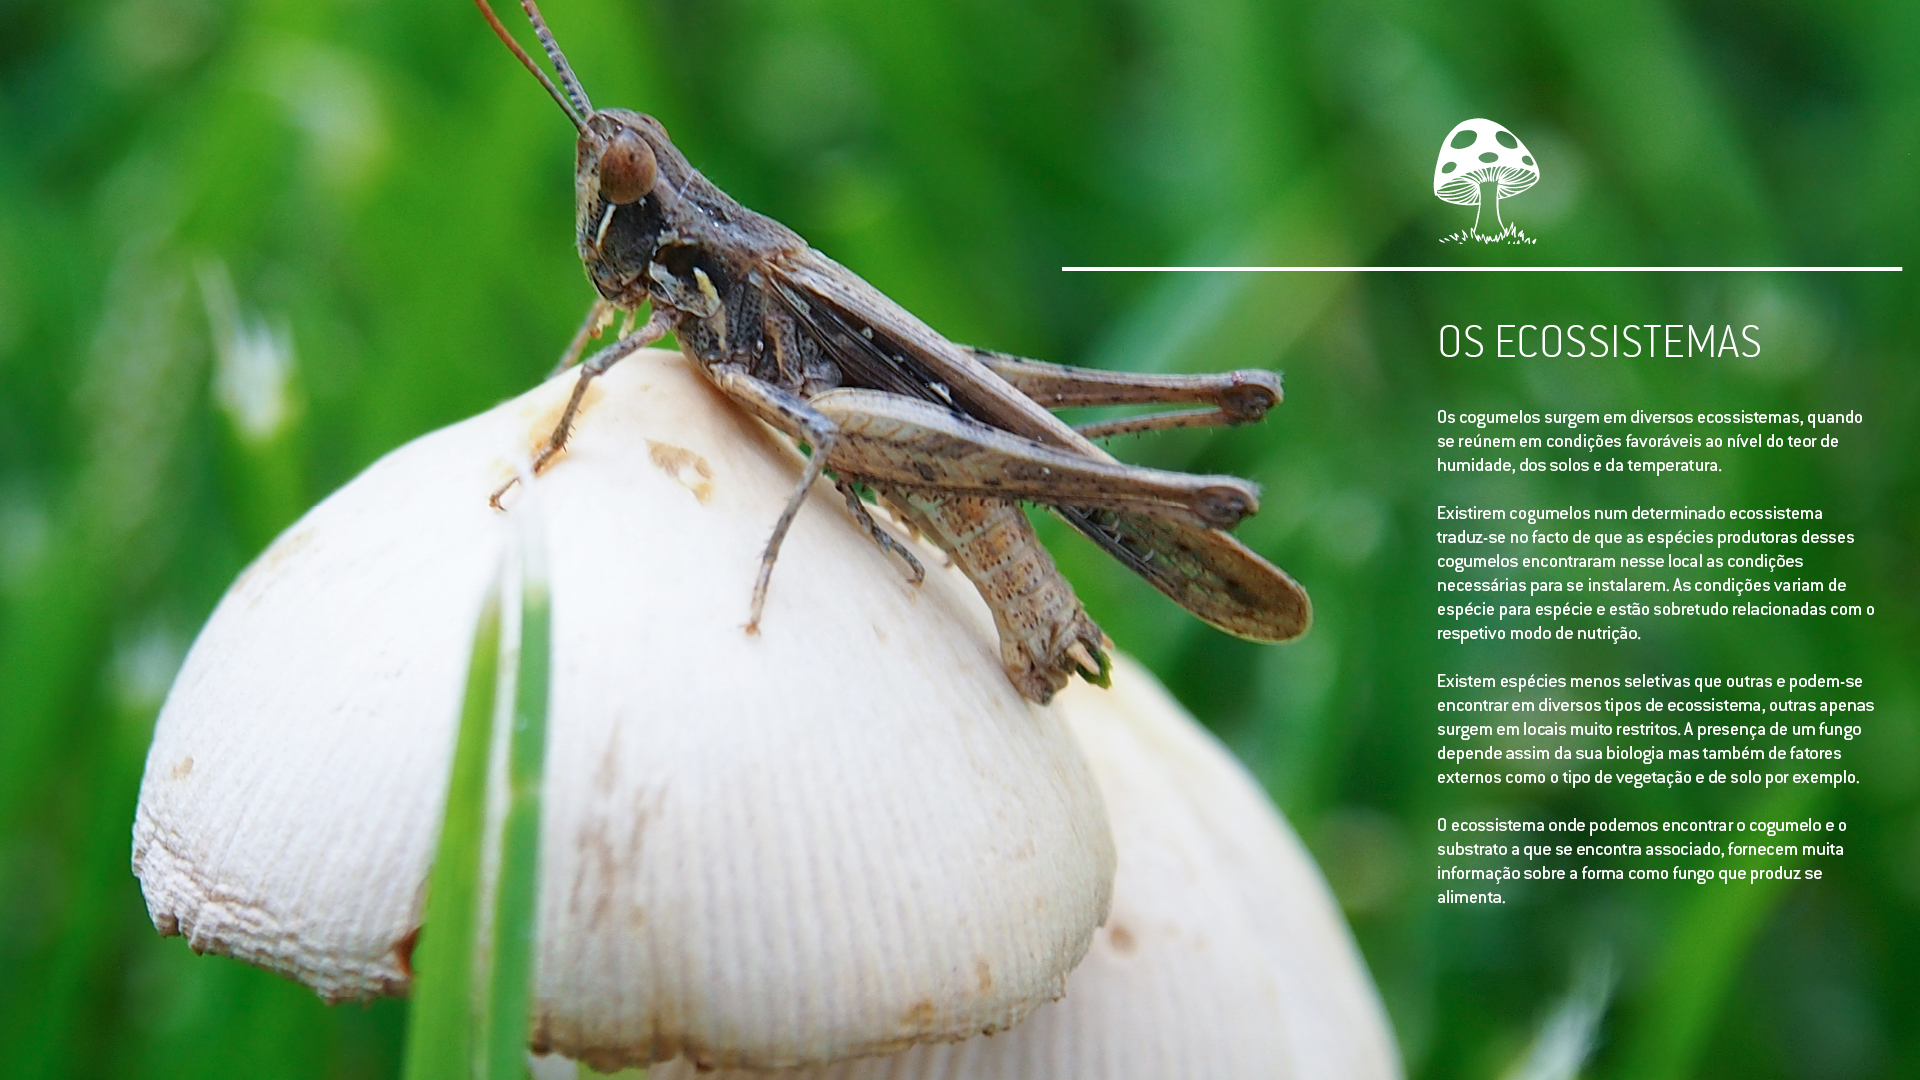 OS ECOSSISTEMAS
Os cogumelos surgem em diversos ecossistemas, quando
se reúnem em condições favoráveis ao nível do teor de
humidade, dos solos e da temperatura.
Existirem cogumelos num determinado ecossistema
traduz-se no facto de que as espécies produtoras desses
cogumelos encontraram nesse local as condições
necessárias para se instalarem. As condições variam de
espécie para espécie e estão sobretudo relacionadas com o
respetivo modo de nutrição.
Existem espécies menos seletivas que outras e podem-se
encontrar em diversos tipos de ecossistema, outras apenas
surgem em locais muito restritos. A presença de um fungo
depende assim da sua biologia mas também de fatores
externos como o tipo de vegetação e de solo por exemplo.
O ecossistema onde podemos encontrar o cogumelo e o
substrato a que se encontra associado, fornecem muita
informação sobre a forma como fungo que produz se
alimenta.